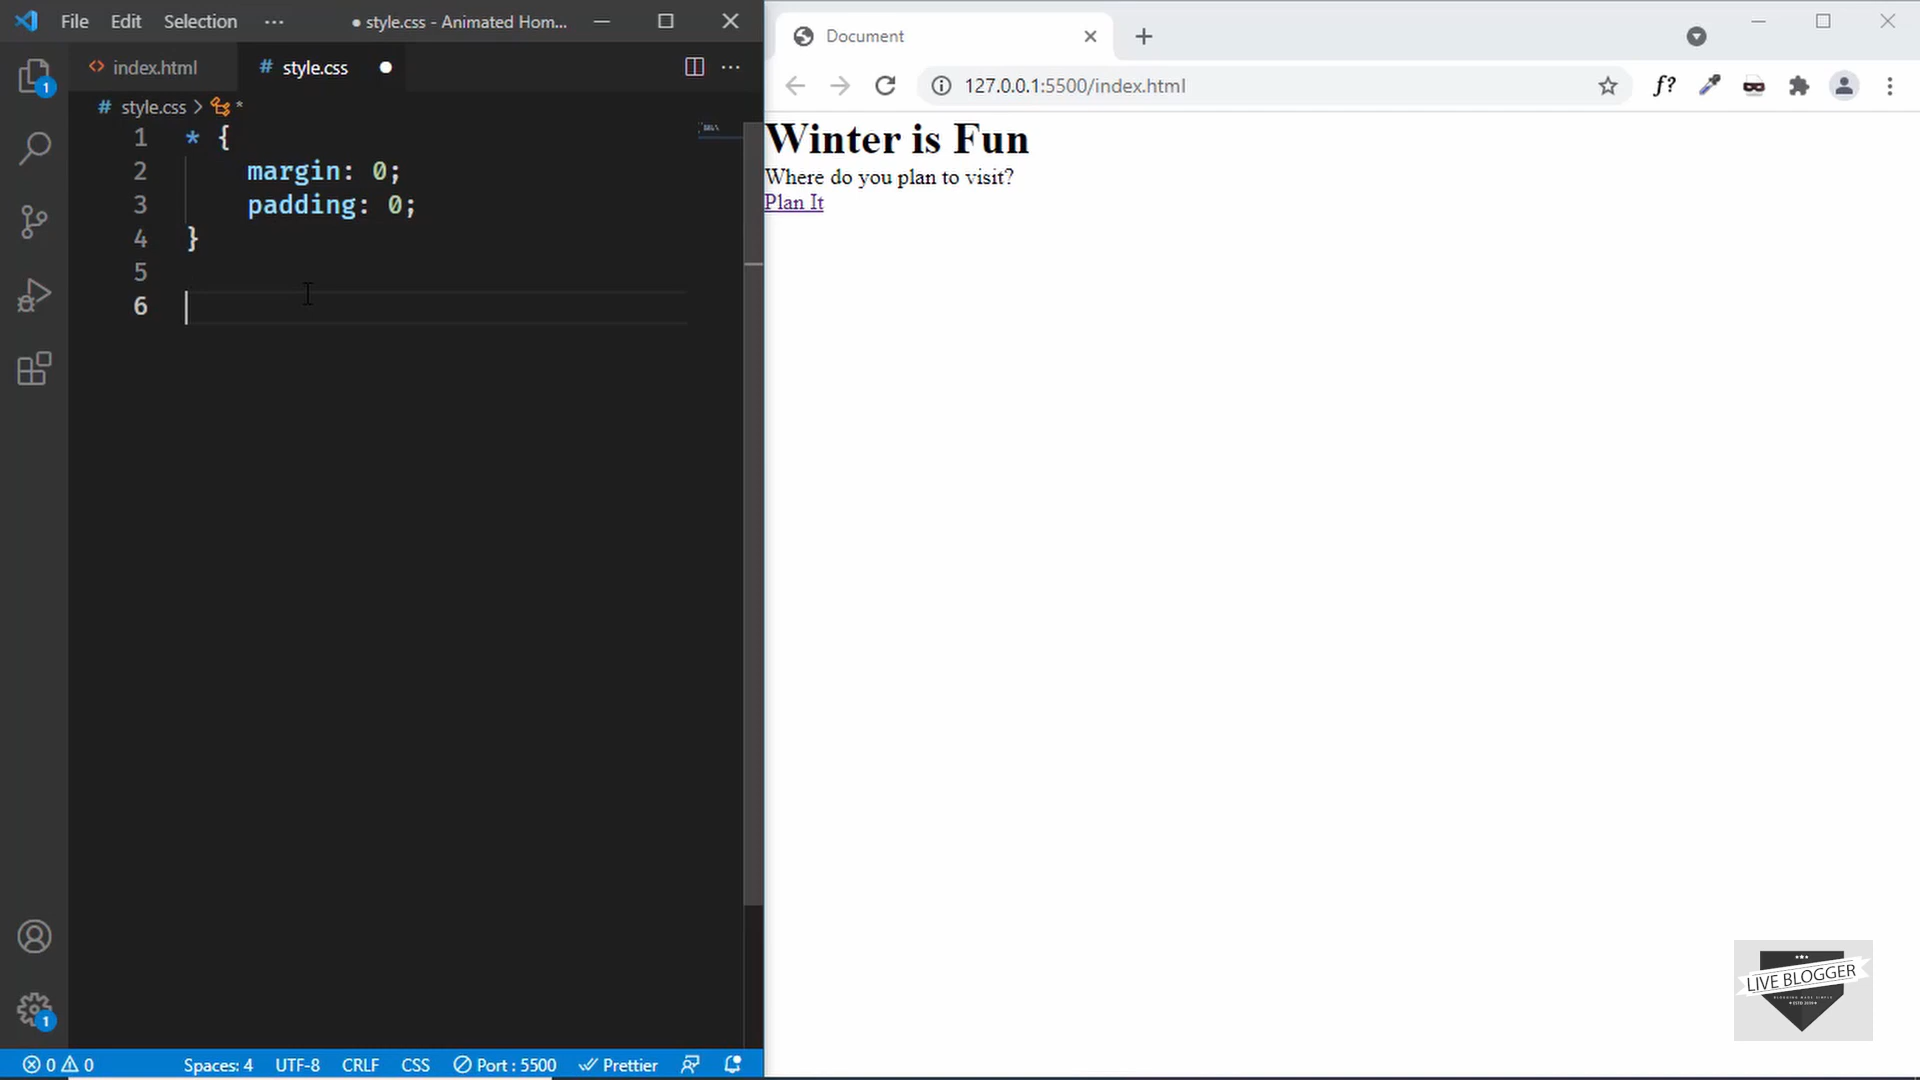 File Edit Selection ··· ● style.css - Animated Hom...
index.html # style.css ●
# style.css > *
1 * {
2 margin: 0;
3 padding: 0;
4 }
5
6
1
1
0 0 Spaces: 4 UTF-8 CRLF CSS Port : 5500 Prettier
Document
127.0.0.1:5500/index.html f?
Winter is Fun
Where do you plan to visit?
Plan It
LIVE BLOGGER